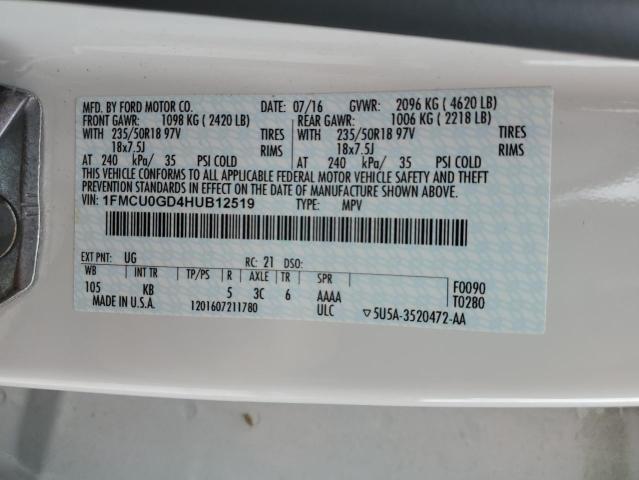 MFD. BY FORD MOTOR CO. DATE: 07/16 GVWR: 2096 KG ( 4620 LB)
FRONT GAWR: 1098 KG ( 2420 LB) REAR GAWR: 1006 KG ( 2218 LB)
WITH 235/50R18 97V TIRES WITH 235/50R18 97V TIRES
18x7.5J RIMS 18x7.5J RIMS
AT 240 kPa/ 35 PSI COLD AT 240 kPa/ 35 PSI COLD
THIS VEHICLE CONFORMS TO ALL APPLICABLE FEDERAL MOTOR VEHICLE SAFETY AND THEFT
PREVENTION STANDARDS IN EFFECT ON THE DATE OF MANUFACTURE SHOWN ABOVE.
VIN: 1FMCU0GD4HUB12519 TYPE: MPV
EXT PNT: UG RC: 21 DSO:
WB INT TR TP/PS R AXLE TR SPR
105 KB 5 3C 6 AAAA F0090
MADE IN U.S.A. 1201607211780 ULC T0280
▽5U5A-3520472-AA